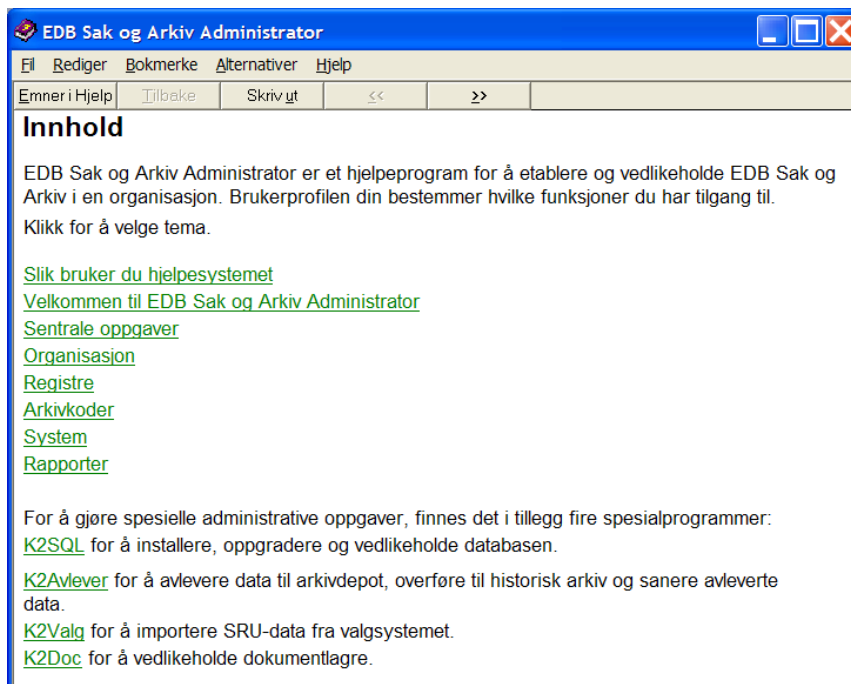 EDB Sak og Arkiv Administrator
Fil Rediger Bokmerke Alternativer Hjelp
Emner i Hjelp Tilbake Skriv ut << >>
Innhold
EDB Sak og Arkiv Administrator er et hjelpeprogram for å etablere og vedlikeholde EDB Sak og
Arkiv i en organisasjon. Brukerprofilen din bestemmer hvilke funksjoner du har tilgang til.
Klikk for å velge tema.
Slik bruker du hjelpesystemet
Velkommen til EDB Sak og Arkiv Administrator
Sentrale oppgaver
Organisasjon
Registre
Arkivkoder
System
Rapporter
For å gjøre spesielle administrative oppgaver, finnes det i tillegg fire spesialprogrammer:
K2SQL for å installere, oppgradere og vedlikeholde databasen.
K2Avlever for å avlevere data til arkivdepot, overføre til historisk arkiv og sanere avleverte
data.
K2Valg for å importere SRU-data fra valgsystemet.
K2Doc for å vedlikeholde dokumentlagre.